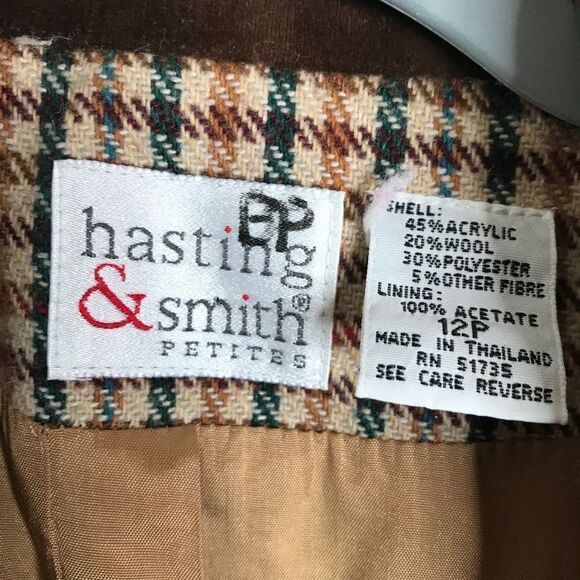 BP
hasting
& smith®
PETITES
SHELL:
45% ACRYLIC
20% WOOL
30% POLYESTER
5% OTHER FIBRE
LINING:
100% ACETATE
12P
MADE IN THAILAND
RN 51735
SEE CARE REVERSE